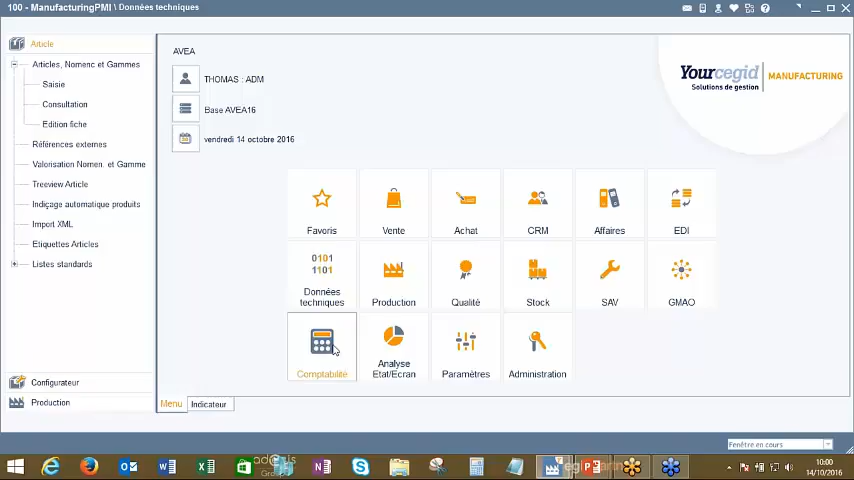 100 - ManufacturingPMI \ Données techniques
Article
Articles, Nomenc et Gammes
Saisie
Consultation
Edition fiche
Références externes
Valorisation Nomen. et Gamme
Treeview Article
Indiçage automatique produits
Import XML
Etiquettes Articles
Listes standards
Configurateur
Production
AVEA
THOMAS : ADM
Base AVEA16
vendredi 14 octobre 2016
Yourcegid
Solutions de gestion
MANUFACTURING
Favoris
Vente
Achat
CRM
Affaires
EDI
0101
1101
Données
techniques
Production
Qualité
Stock
SAV
GMAO
Comptabilité
Analyse
Etat/Ecran
Paramètres
Administration
Menu
Indicateur
Fenêtre en cours
10:00
14/10/2016